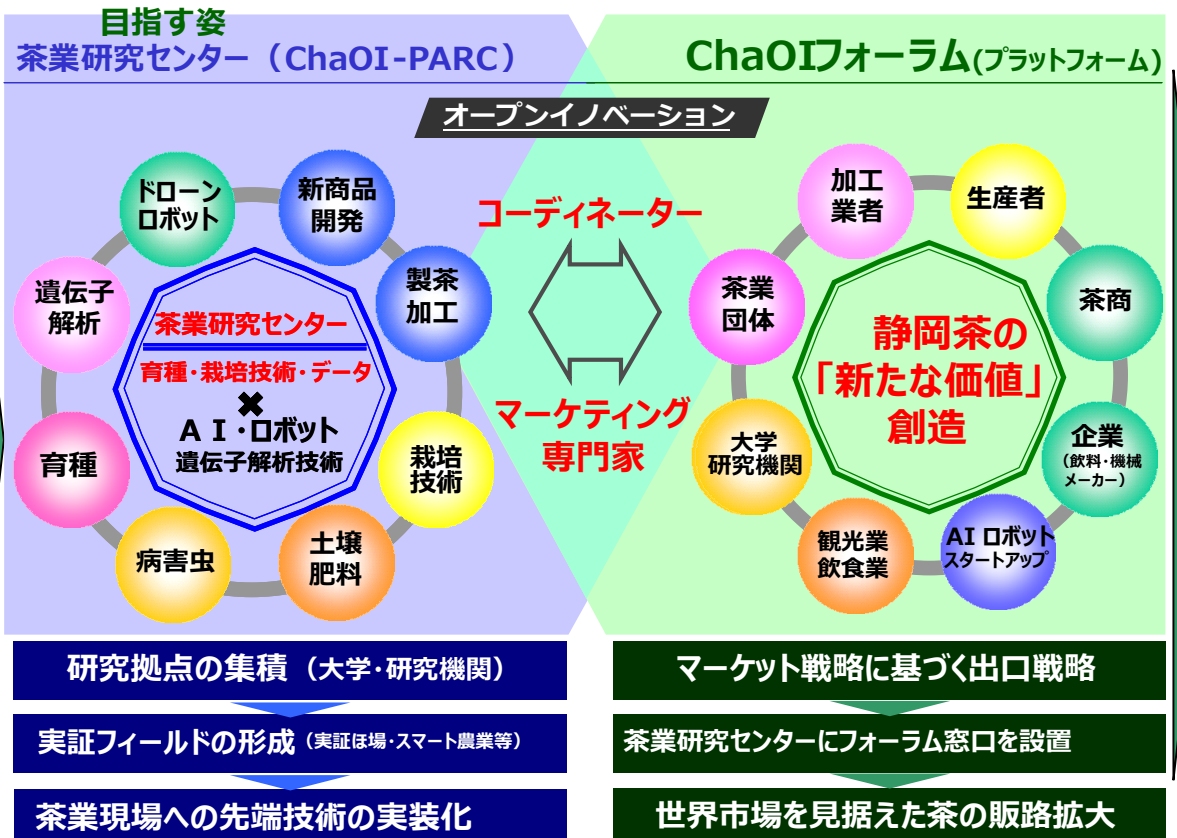 目指す姿
茶業研究センター（ChaOI-PARC）
ChaOIフォーラム(プラットフォーム)
オープンイノベーション
ドローン
ロボット
新商品
開発
製茶
加工
栽培
技術
土壌
肥料
病害虫
育種
遺伝子
解析
茶業研究センター
育種・栽培技術・データ
×
ＡＩ・ロボット
遺伝子解析技術
コーディネーター
マーケティング
専門家
加工
業者
生産者
茶商
企業
（飲料・機械
メーカー）
AI ロボット
スタートアップ
観光業
飲食業
大学
研究機関
茶業
団体
静岡茶の
「新たな価値」
創造
研究拠点の集積（大学・研究機関）
実証フィールドの形成（実証ほ場・スマート農業等）
茶業現場への先端技術の実装化
マーケット戦略に基づく出口戦略
茶業研究センターにフォーラム窓口を設置
世界市場を見据えた茶の販路拡大